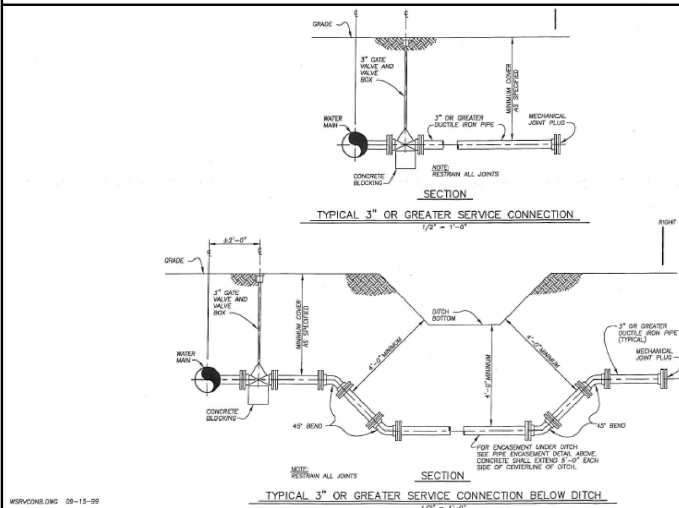 GRADE
℄
℄
3" GATE
VALVE AND
VALVE
BOX
MINIMUM COVER
AS SPECIFIED
WATER
MAIN
3" OR GREATER
DUCTILE IRON PIPE
MECHANICAL
JOINT PLUG
CONCRETE
BLOCKING
NOTE:
RESTRAIN ALL JOINTS
SECTION
TYPICAL 3" OR GREATER SERVICE CONNECTION
1/2" = 1'-0"
RIGHT
℄
±2'-0"
℄
GRADE
3" GATE
VALVE AND
VALVE
BOX
MINIMUM COVER
AS SPECIFIED
DITCH
BOTTOM
4'-0" MINIMUM
4'-0" MINIMUM
4'-0" MINIMUM
3" OR GREATER
DUCTILE IRON PIPE
(TYPICAL)
MECHANICAL
JOINT PLUG
WATER
MAIN
CONCRETE
BLOCKING
45° BEND
45° BEND
FOR ENCASEMENT UNDER DITCH
SEE PIPE ENCASEMENT DETAIL ABOVE.
CONCRETE SHALL EXTEND 5'-0" EACH
SIDE OF CENTERLINE OF DITCH.
NOTE:
RESTRAIN ALL JOINTS
SECTION
TYPICAL 3" OR GREATER SERVICE CONNECTION BELOW DITCH
1/2" = 1'-0"
WSRVCONB.DWG 09-15-99